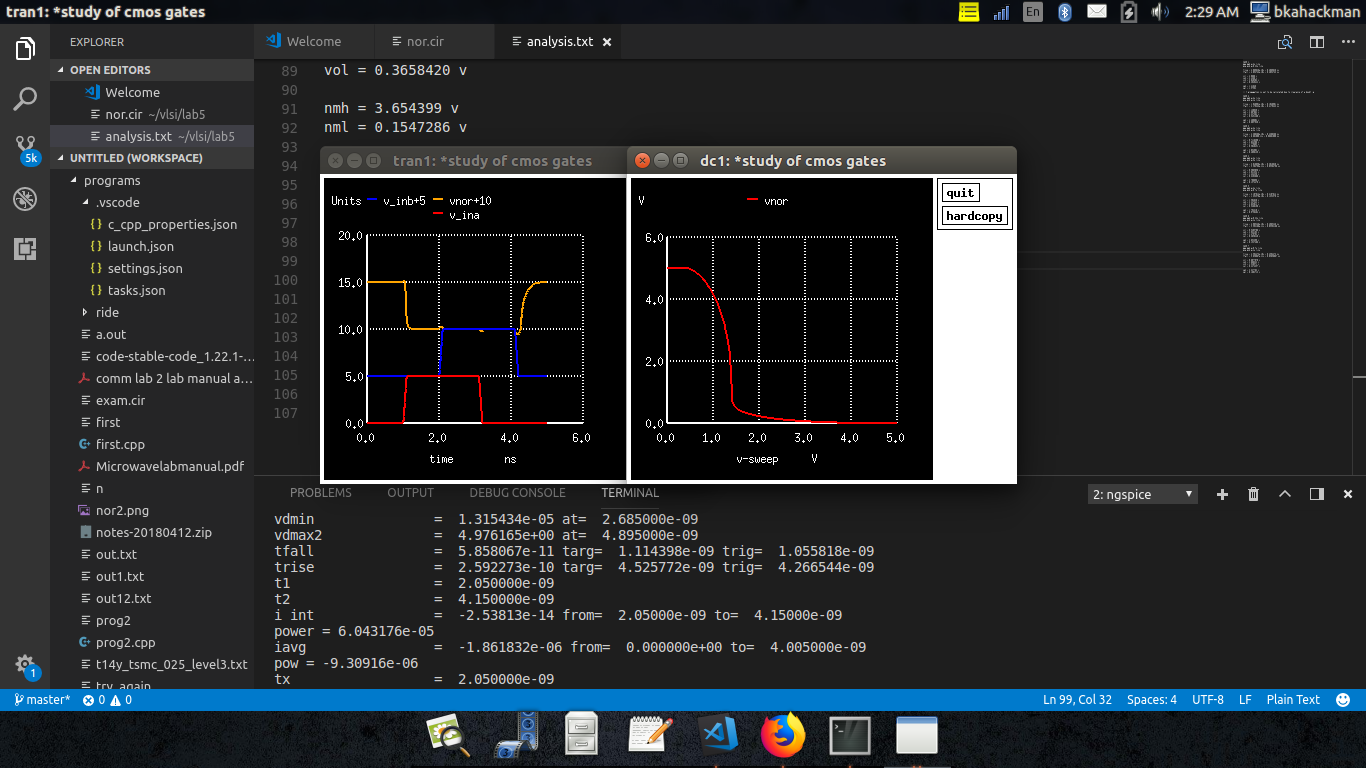 tran1: *study of cmos gates
En
2:29 AM
bkahackman
EXPLORER
OPEN EDITORS
Welcome
nor.cir ~/vlsi/lab5
analysis.txt ~/vlsi/lab5
UNTITLED (WORKSPACE)
programs
.vscode
{ } c_cpp_properties.json
{ } launch.json
{ } settings.json
{ } tasks.json
ride
a.out
code-stable-code_1.22.1-...
comm lab 2 lab manual a...
exam.cir
first
first.cpp
Microwavelabmanual.pdf
n
nor2.png
notes-20180412.zip
out.txt
out1.txt
out12.txt
prog2
prog2.cpp
t14y_tsmc_025_level3.txt
try_again
5k
1
Welcome
nor.cir
analysis.txt
89 vol = 0.3658420 v
90
91 nmh = 3.654399 v
92 nml = 0.1547286 v
93
94
95
96
97
98
99
100
101
102
103
104
105
106
107
tran1: *study of cmos gates
Units v_inb+5 vnor+10
v_ina
20.0
15.0
10.0
5.0
0.0
0.0 2.0 4.0 6.0
time ns
dc1: *study of cmos gates
V vnor
6.0
4.0
2.0
0.0
0.0 1.0 2.0 3.0 4.0 5.0
v-sweep V
quit
hardcopy
PROBLEMS OUTPUT DEBUG CONSOLE TERMINAL
2: ngspice
vdmin = 1.315434e-05 at= 2.685000e-09
vdmax2 = 4.976165e+00 at= 4.895000e-09
tfall = 5.858067e-11 targ= 1.114398e-09 trig= 1.055818e-09
trise = 2.592273e-10 targ= 4.525772e-09 trig= 4.266544e-09
t1 = 2.050000e-09
t2 = 4.150000e-09
i int = -2.53813e-14 from= 2.05000e-09 to= 4.15000e-09
power = 6.043176e-05
iavg = -1.861832e-06 from= 0.000000e+00 to= 4.005000e-09
pow = -9.30916e-06
tx = 2.050000e-09
master* 0 0
Ln 99, Col 32 Spaces: 4 UTF-8 LF Plain Text